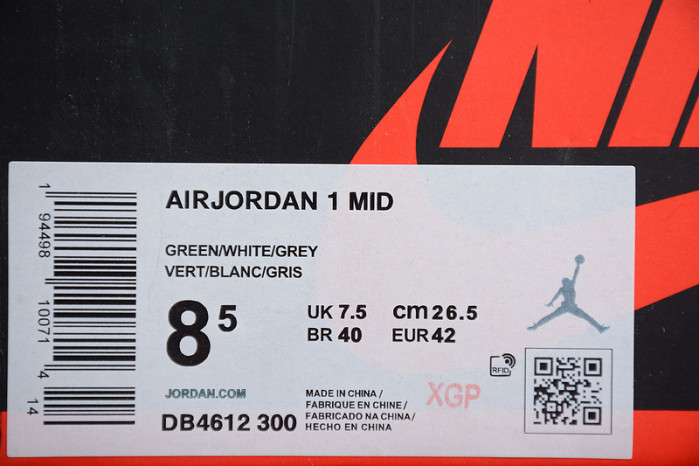 NIK
AIRJORDAN 1 MID
GREEN/WHITE/GREY
VERT/BLANC/GRIS
8 5
UK 7.5 cm 26.5
BR 40 EUR 42
RFID
JORDAN.COM
DB4612 300
MADE IN CHINA /
FABRIQUE EN CHINE /
FABRICADO NA CHINA/
HECHO EN CHINA
XGP
1 94498 10071 4 14